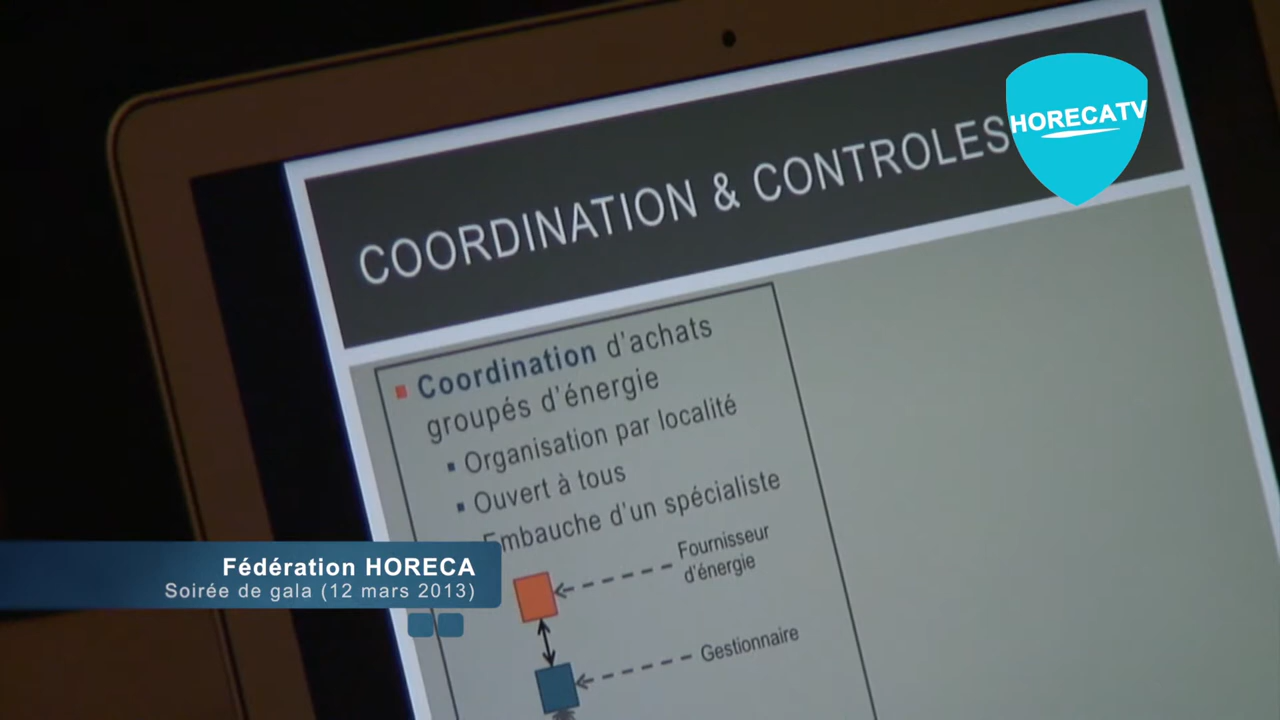 HORECATV
COORDINATION & CONTROLES
Coordination d'achats
groupés d'énergie
Organisation par localité
Ouvert à tous
Embauche d'un spécialiste
Fournisseur
d'énergie
Gestionnaire
Fédération HORECA
Soirée de gala (12 mars 2013)